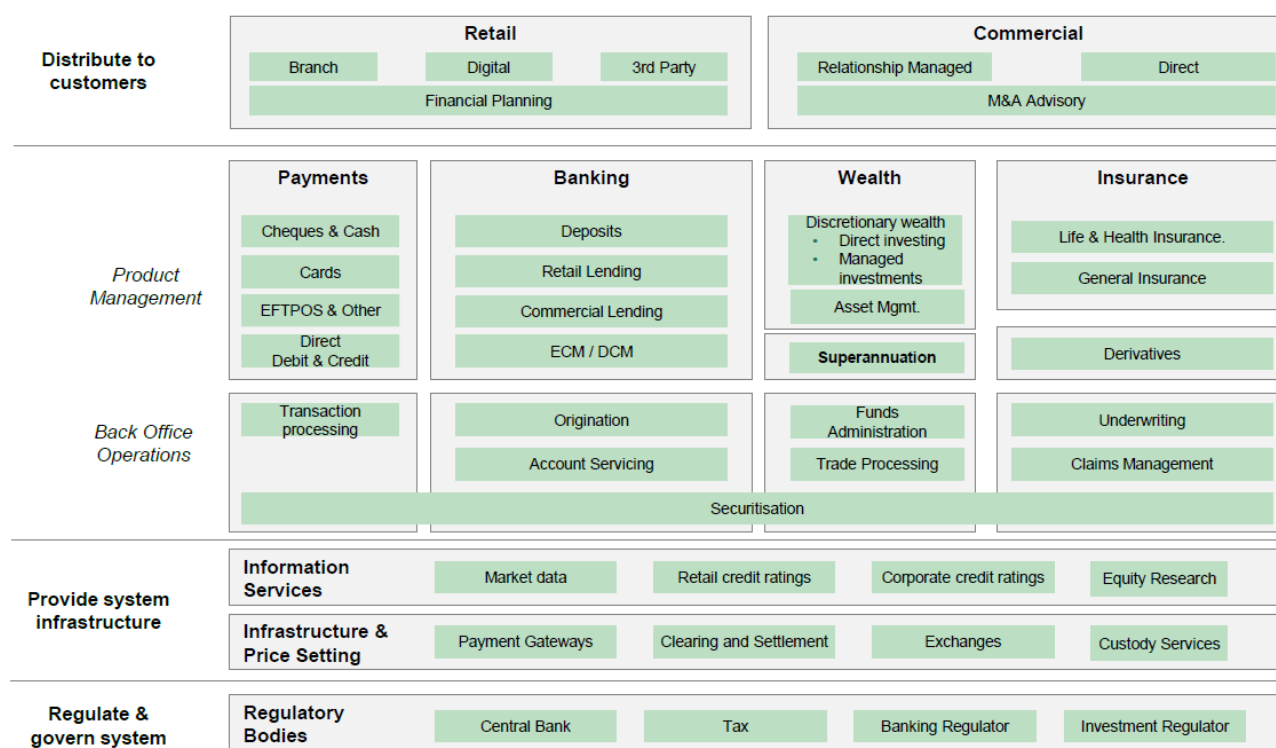 Distribute to
customers
Retail
Branch
Digital
3rd Party
Financial Planning
Commercial
Relationship Managed
Direct
M&A Advisory
Product
Management
Payments
Cheques & Cash
Cards
EFTPOS & Other
Direct
Debit & Credit
Banking
Deposits
Retail Lending
Commercial Lending
ECM / DCM
Wealth
Discretionary wealth
• Direct investing
• Managed
investments
Asset Mgmt.
Superannuation
Insurance
Life & Health Insurance.
General Insurance
Derivatives
Back Office
Operations
Transaction
processing
Origination
Account Servicing
Funds
Administration
Trade Processing
Underwriting
Claims Management
Securitisation
Provide system
infrastructure
Information
Services
Market data
Retail credit ratings
Corporate credit ratings
Equity Research
Infrastructure &
Price Setting
Payment Gateways
Clearing and Settlement
Exchanges
Custody Services
Regulate &
govern system
Regulatory
Bodies
Central Bank
Tax
Banking Regulator
Investment Regulator